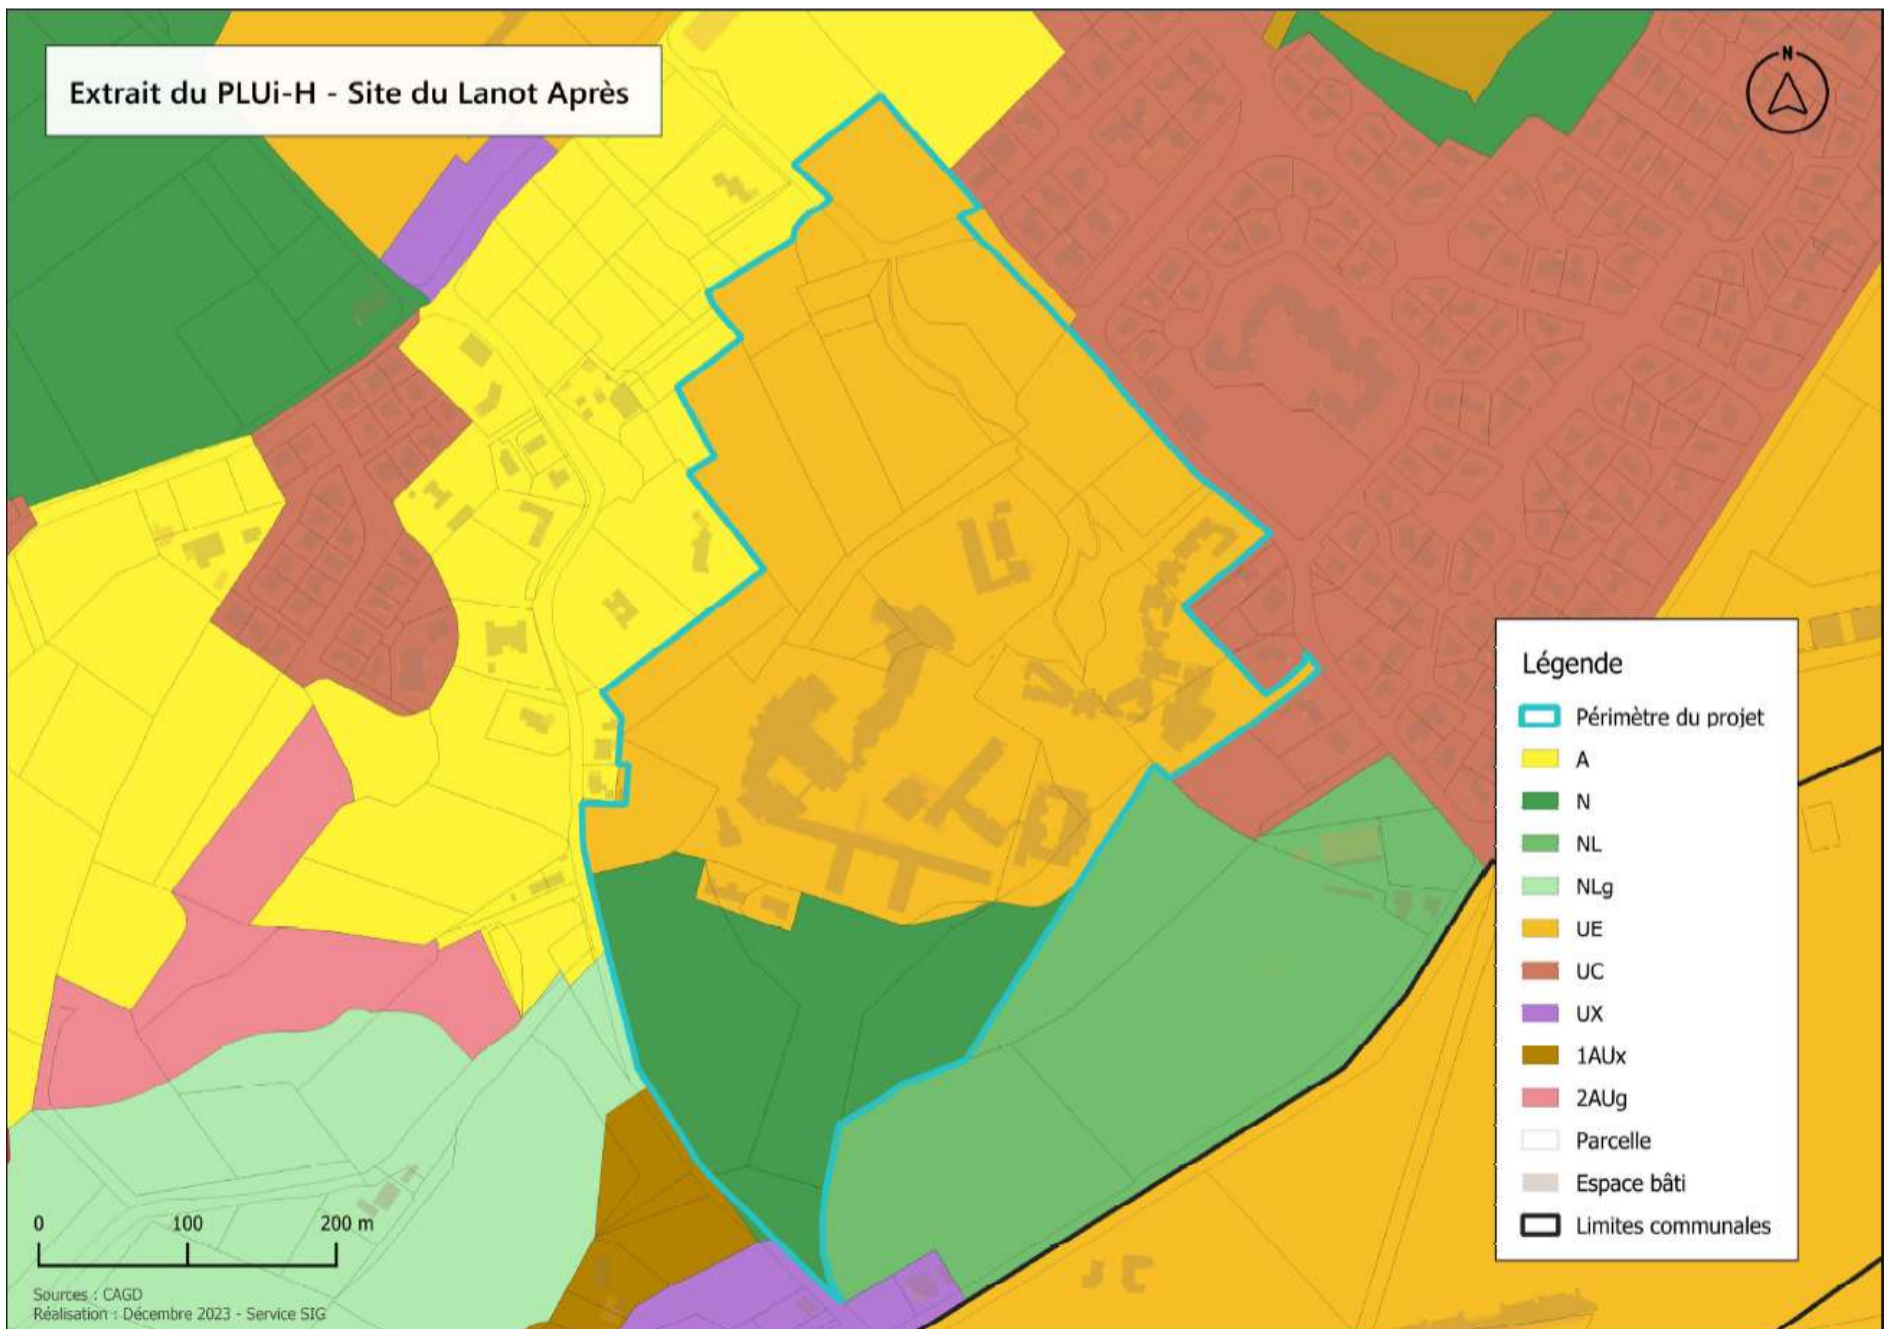 Extrait du PLUi-H - Site du Lanot Après
N
Légende
Périmètre du projet
A
N
NL
NLg
UE
UC
UX
1AUx
2AUg
Parcelle
Espace bâti
Limites communales
0 100 200 m
Sources : CAGD
Réalisation : Décembre 2023 - Service SIG